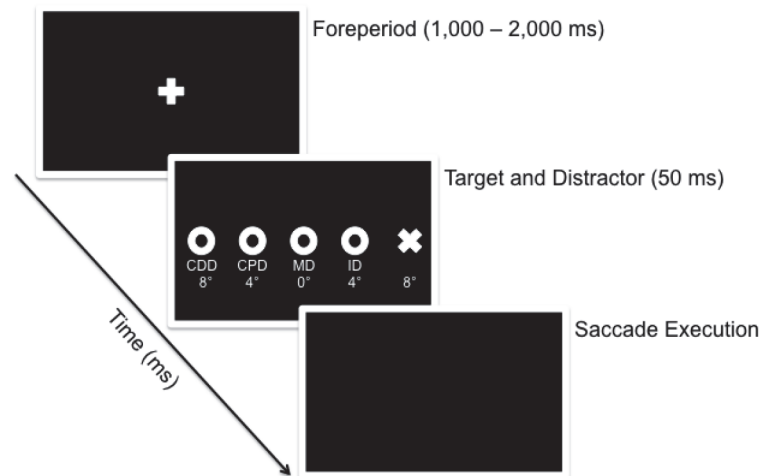 Foreperiod (1,000 – 2,000 ms)
Target and Distractor (50 ms)
CDD CPD MD ID
8° 4° 0° 4° 8°
Saccade Execution
Time (ms)